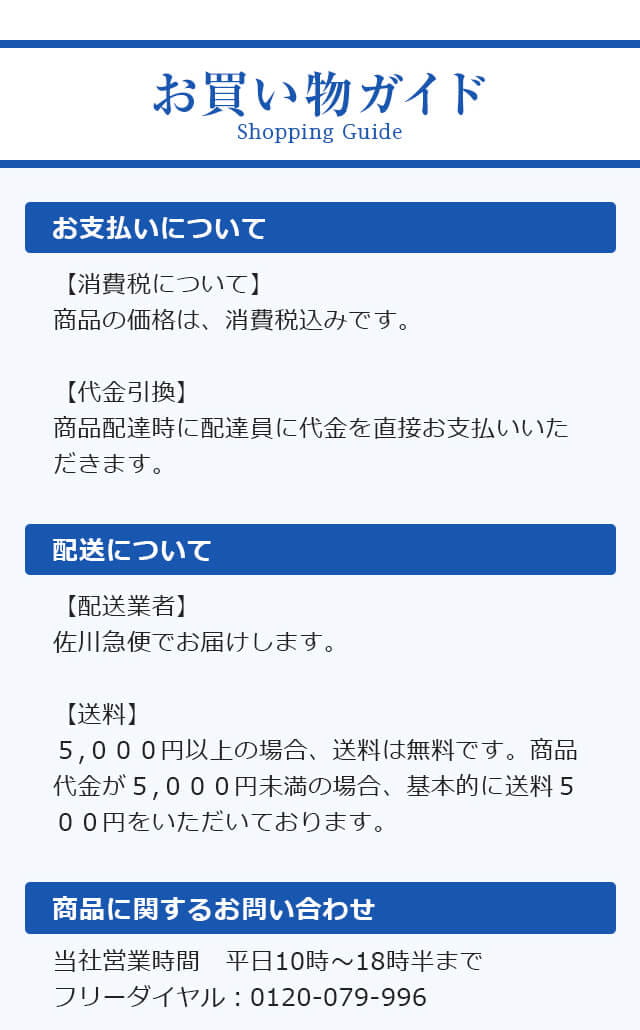 お買い物ガイド
Shopping Guide
お支払いについて
【消費税について】
商品の価格は、消費税込みです。
【代金引換】
商品配達時に配達員に代金を直接お支払いいた
だきます。
配送について
【配送業者】
佐川急便でお届けします。
【送料】
５,０００円以上の場合、送料は無料です。商品
代金が５,０００円未満の場合、基本的に送料５
００円をいただいております。
商品に関するお問い合わせ
当社営業時間　平日10時〜18時半まで
フリーダイヤル：0120-079-996